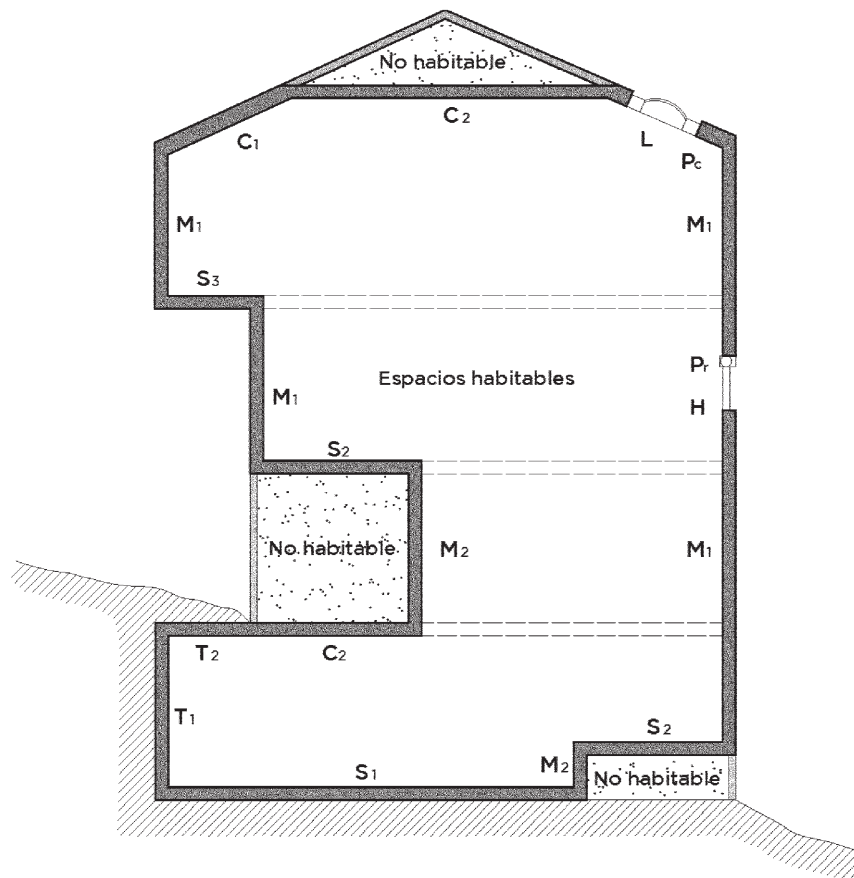 No habitable
C2
C1
L
Pc
M1
M1
S3
Pr
Espacios habitables
M1
H
S2
No habitable
M2
M1
T2
C2
T1
S2
M2
S1
No habitable